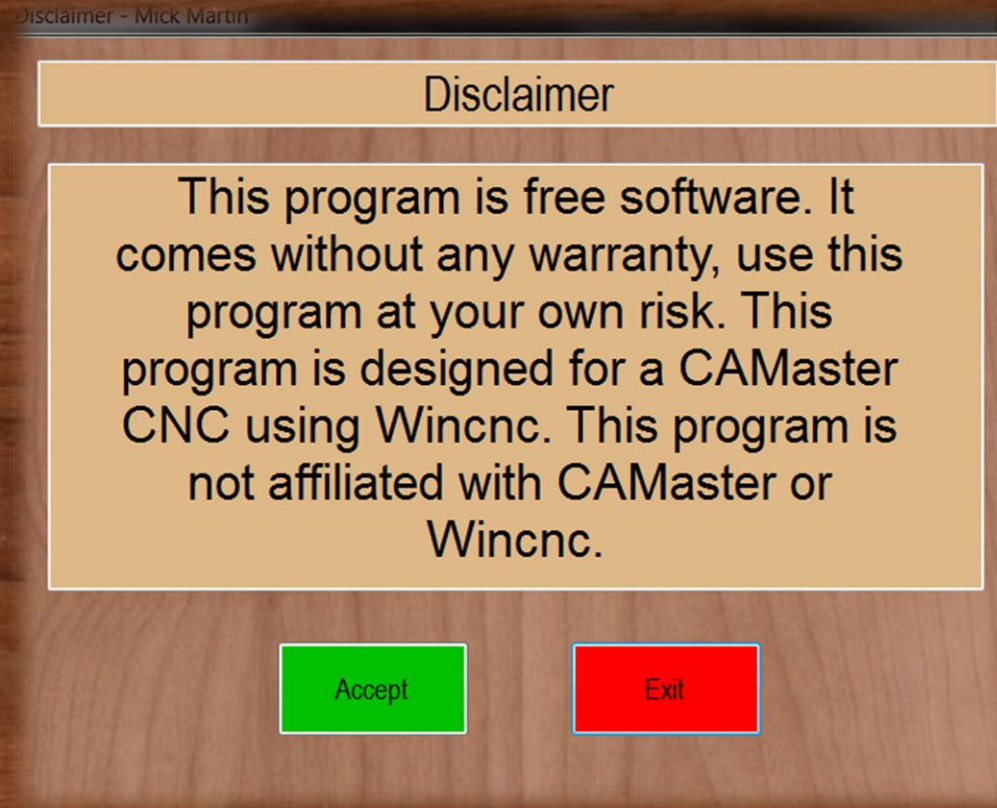 Disclaimer - Mick Martin
Disclaimer
This program is free software. It
comes without any warranty, use this
program at your own risk. This
program is designed for a CAMaster
CNC using Wincnc. This program is
not affiliated with CAMaster or
Wincnc.
Accept
Exit